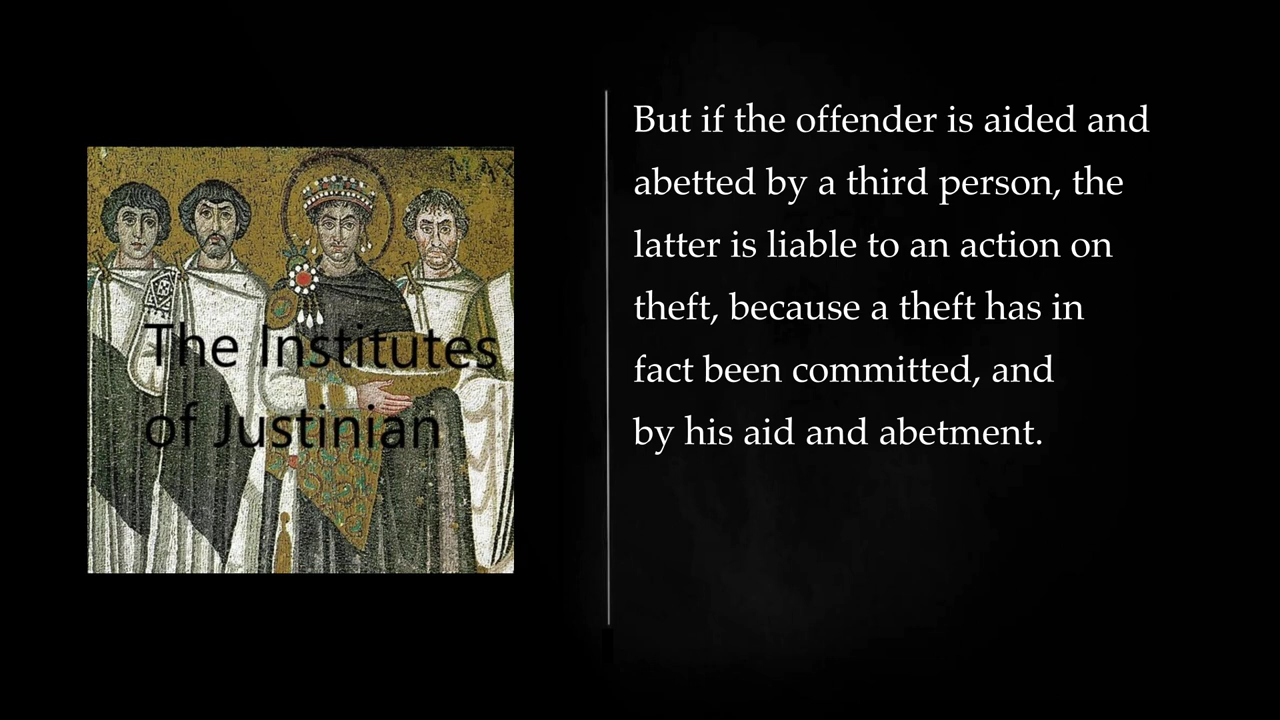 MAX
The Institutes
of Justinian
But if the offender is aided and
abetted by a third person, the
latter is liable to an action on
theft, because a theft has in
fact been committed, and
by his aid and abetment.